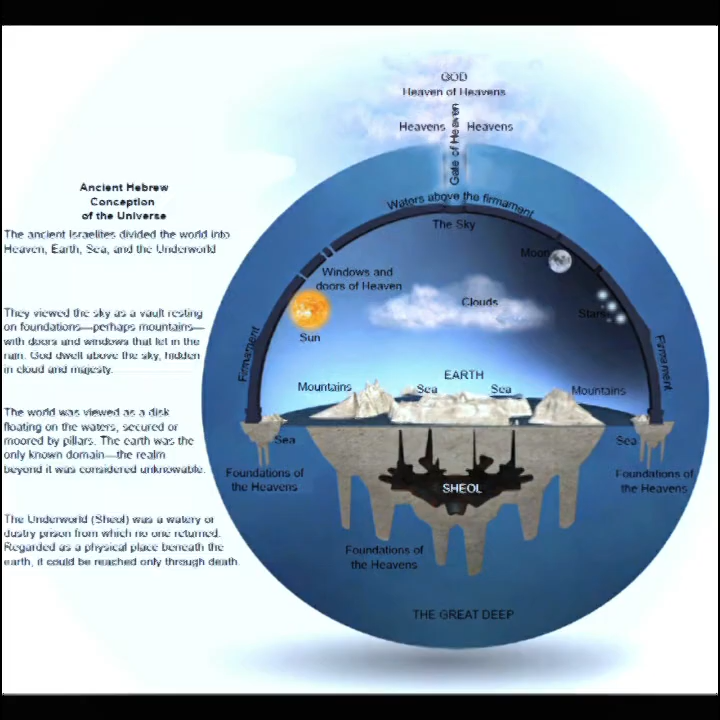 GOD
Heaven of Heavens
Heavens
Gate of Heaven
Heavens
Waters above the firmament
The Sky
Moon
Windows and
doors of Heaven
Clouds
Stars
Sun
Firmament
Firmament
EARTH
Mountains
Sea
Sea
Mountains
Sea
Sea
Foundations of
the Heavens
SHEOL
Foundations of
the Heavens
Foundations of
the Heavens
THE GREAT DEEP
Ancient Hebrew
Conception
of the Universe
The ancient Israelites divided the world into
Heaven, Earth, Sea, and the Underworld
They viewed the sky as a vault resting
on foundations—perhaps mountains—
with doors and windows that let in the
rain. God dwelt above the sky, hidden
in cloud and majesty.
The world was viewed as a disk
floating on the waters, secured or
moored by pillars. The earth was the
only known domain—the realm
beyond it was considered unknowable.
The Underworld (Sheol) was a watery or
dustry prison from which no one returned.
Regarded as a physical place beneath the
earth, it could be reached only through death.